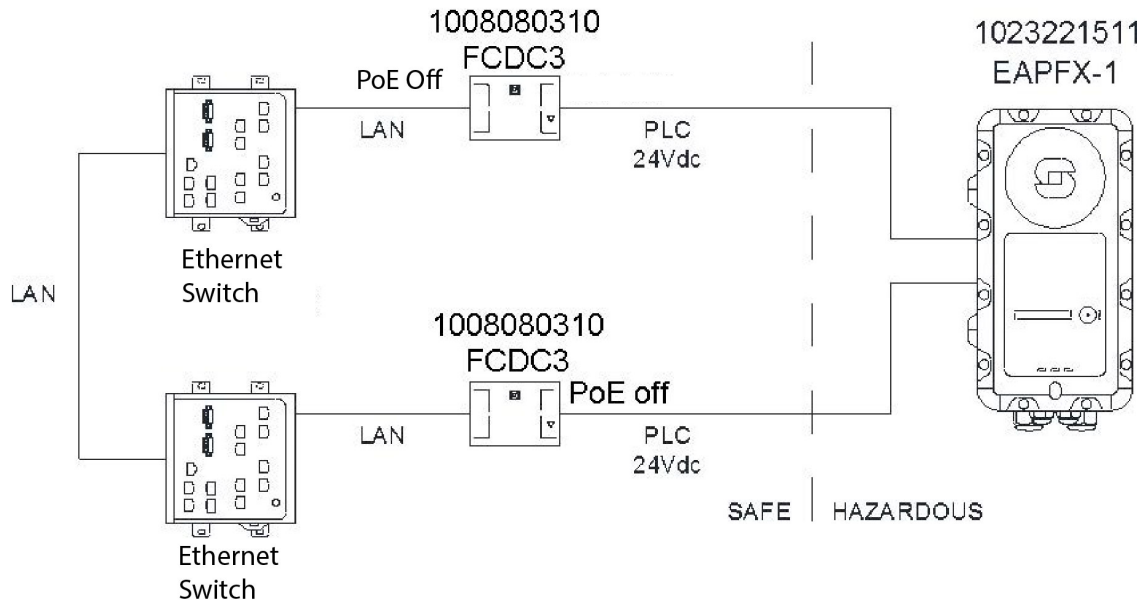 1008080310
FCDC3
1023221511
EAPFX-1
PoE Off
LAN
PLC
24Vdc
Ethernet
Switch
LAN
1008080310
FCDC3
PoE off
LAN
PLC
24Vdc
SAFE
HAZARDOUS
Ethernet
Switch